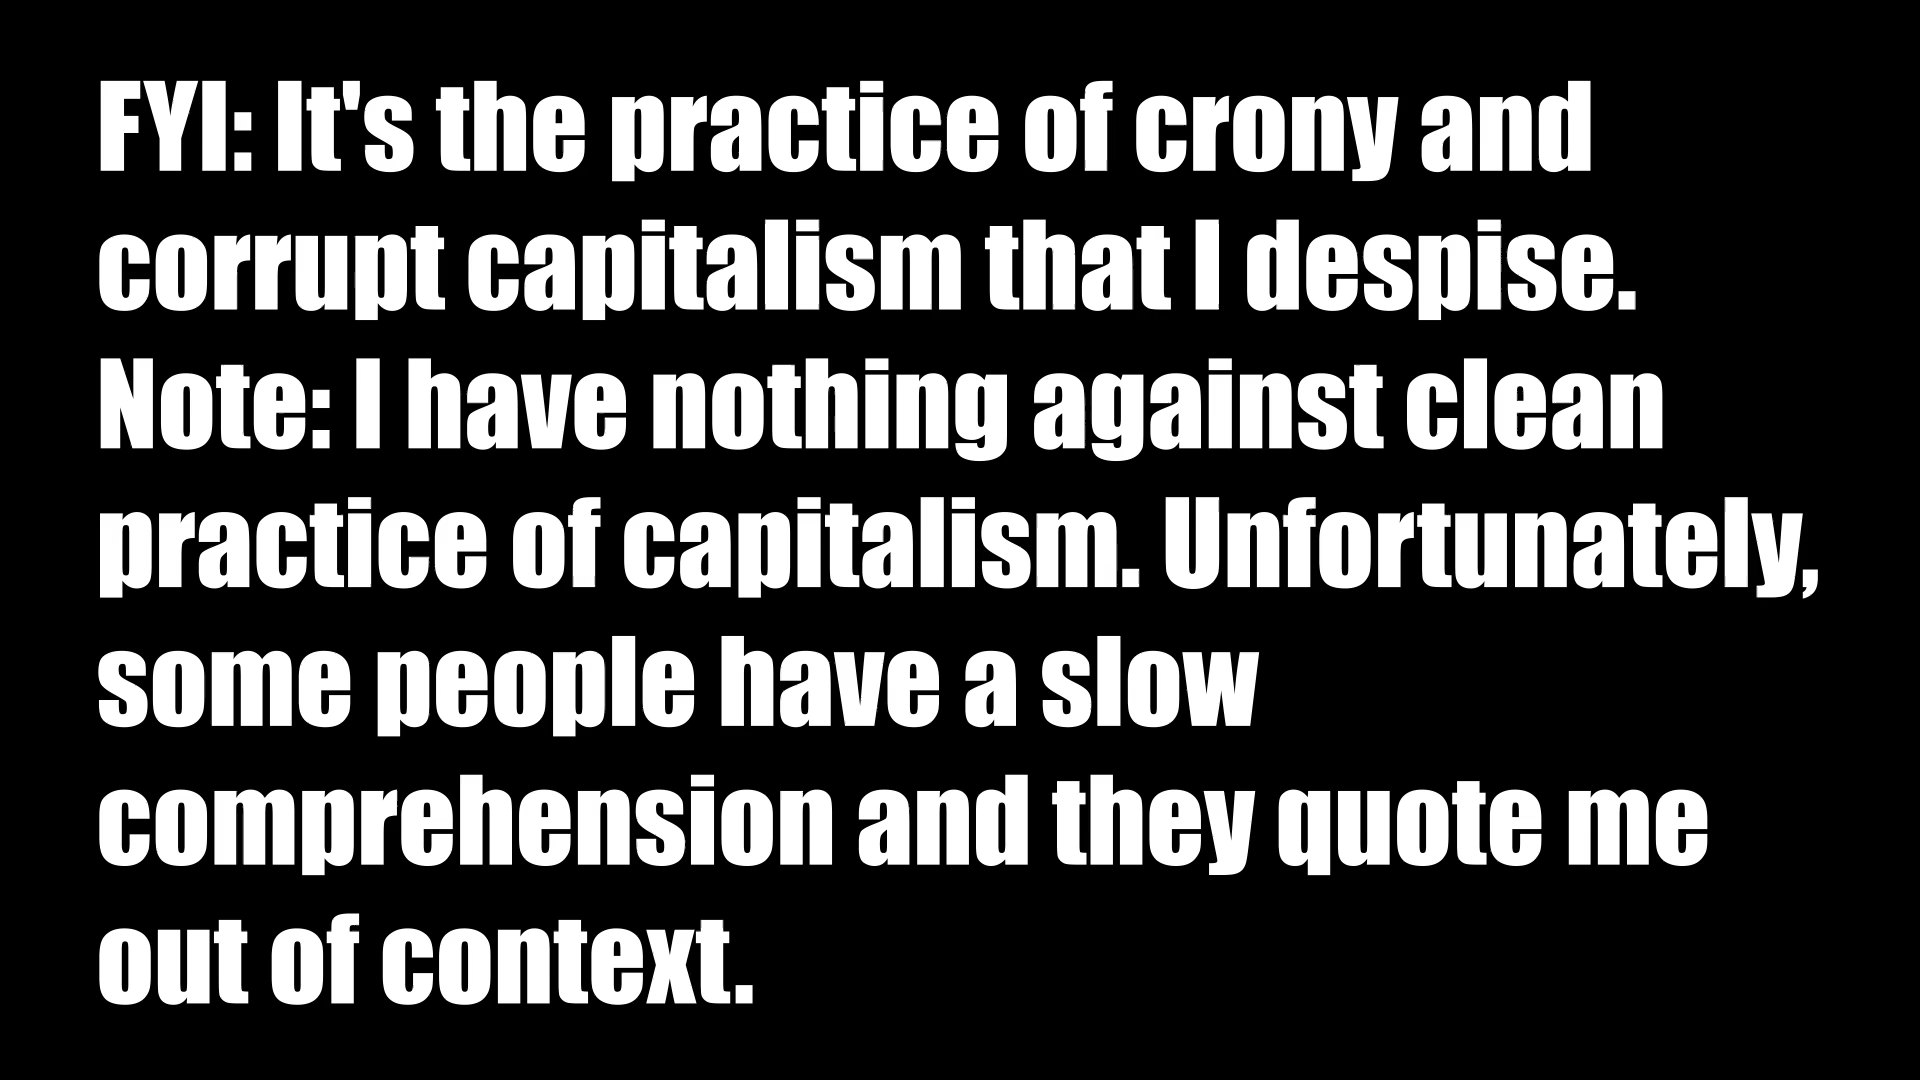 FYI: It's the practice of crony and
corrupt capitalism that I despise.
Note: I have nothing against clean
practice of capitalism. Unfortunately,
some people have a slow
comprehension and they quote me
out of context.